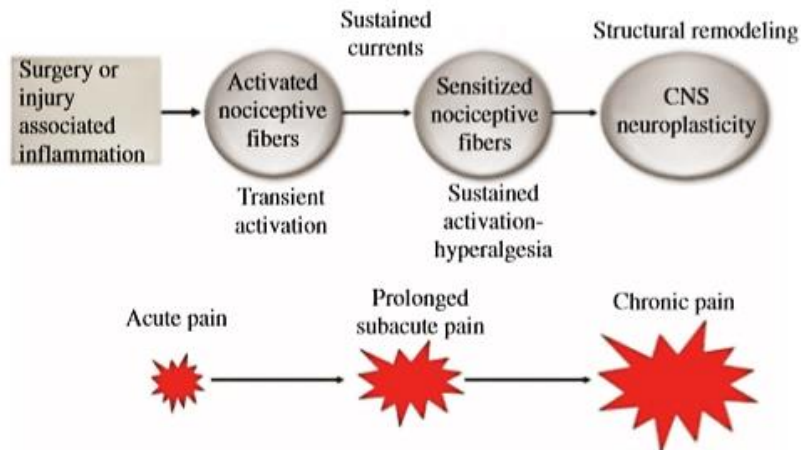 Surgery or
injury
associated
inflammation
Activated
nociceptive
fibers
Transient
activation
Sustained
currents
Sensitized
nociceptive
fibers
Sustained
activation-
hyperalgesia
Structural remodeling
CNS
neuroplasticity
Acute pain
Prolonged
subacute pain
Chronic pain